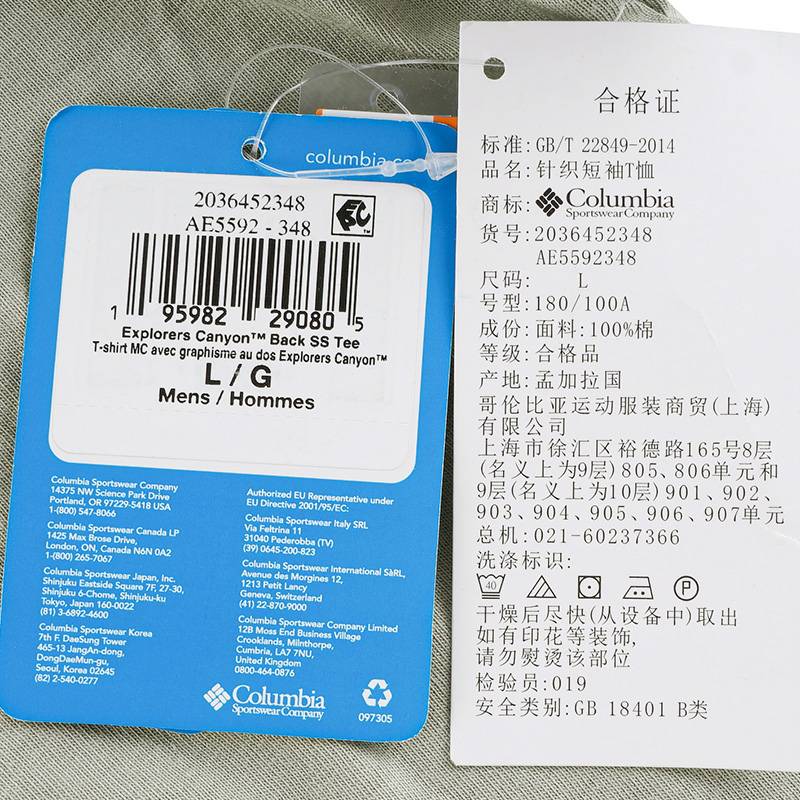 columbia.co
2036452348
AE5592 - 348
EBC
1 95982 29080 5
Explorers Canyon™ Back SS Tee
T-shirt MC avec graphisme au dos Explorers Canyon™
L / G
Mens / Hommes
Columbia Sportswear Company
14375 NW Science Park Drive
Portland, OR 97229-5418 USA
1-(800) 547-8066
Columbia Sportswear Canada LP
1425 Max Brose Drive,
London, ON, Canada N6N 0A2
1-(800) 265-7067
Columbia Sportswear Japan, Inc.
Shinjuku Eastside Square 7F, 27-30,
Shinjuku 6-Chome, Shinjuku-ku
Tokyo, Japan 160-0022
(81) 3-6892-4600
Columbia Sportswear Korea
7th F. DaeSung Tower
465-13 JangAn-dong,
DongDaeMun-gu,
Seoul, Korea 02645
(82) 2-540-0277
Authorized EU Representative under
EU Directive 2001/95/EC:
Columbia Sportswear Italy SRL
Via Feltrina 11
31040 Pederobba (TV)
(39) 0645-200-823
Columbia Sportswear International SàRL,
Avenue des Morgines 12,
1213 Petit Lancy
Geneva, Switzerland
(41) 22-870-9000
Columbia Sportswear Company Limited
12B Moss End Business Village
Crooklands, Milnthorpe,
Cumbria, LA7 7NU,
United Kingdom
0800-464-0876
Columbia
Sportswear Company
097305
合格证
标准:GB/T 22849-2014
品名:针织短袖T恤
商标: Columbia
Sportswear Company
货号:2036452348
AE5592348
尺码: L
号型:180/100A
成份:面料:100%棉
等级:合格品
产地:孟加拉国
哥伦比亚运动服装商贸(上海)
有限公司
上海市徐汇区裕德路165号8层
(名义上为9层)805、806单元和
9层(名义上为10层)901、902、
903、904、905、906、907单元
总机:021-60237366
洗涤标识:
40 P
干燥后尽快(从设备中)取出
如有印花等装饰,
请勿熨烫该部位
检验员:019
安全类别:GB 18401 B类